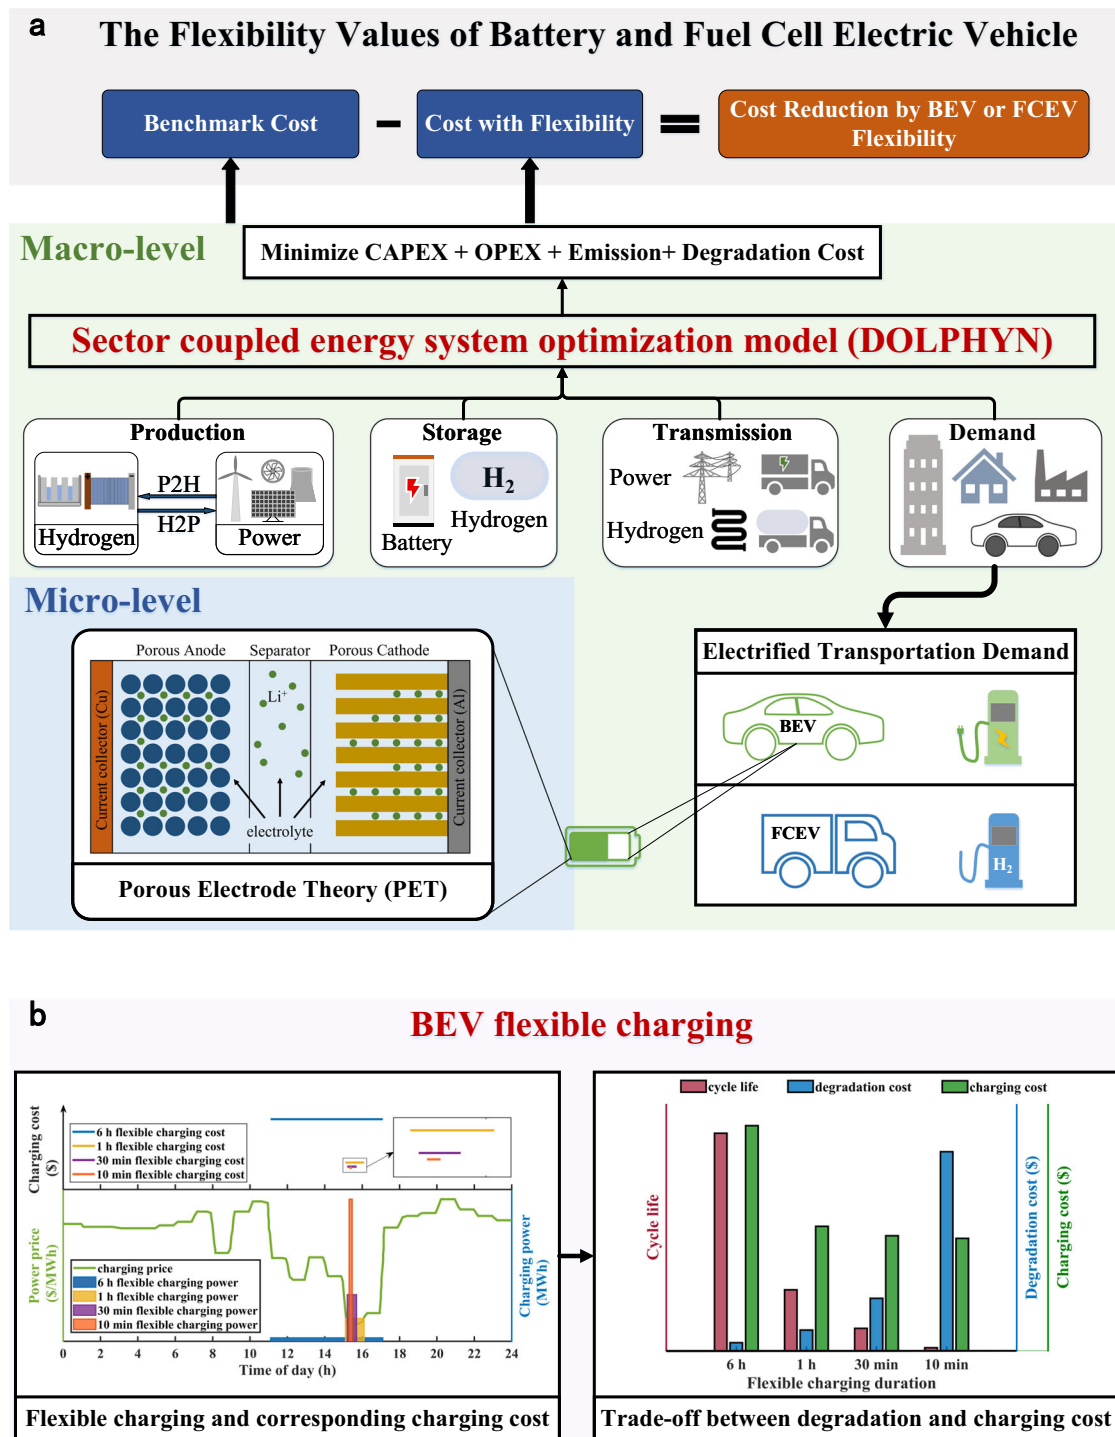 a
The Flexibility Values of Battery and Fuel Cell Electric Vehicle
Benchmark Cost
Cost with Flexibility
Cost Reduction by BEV or FCEV
Flexibility
Macro-level
Minimize CAPEX + OPEX + Emission+ Degradation Cost
Sector coupled energy system optimization model (DOLPHYN)
Production
P2H
H2P
Hydrogen
Power
Storage
H₂
Hydrogen
Battery
Transmission
Power
Hydrogen
Demand
Micro-level
Porous Anode
Separator
Porous Cathode
Current collector (Cu)
Li⁺
electrolyte
Current collector (Al)
Porous Electrode Theory (PET)
Electrified Transportation Demand
BEV
FCEV
H₂
b
BEV flexible charging
Charging cost
($)
6 h flexible charging cost
1 h flexible charging cost
30 min flexible charging cost
10 min flexible charging cost
Power price
($/MWh)
charging price
6 h flexible charging power
1 h flexible charging power
30 min flexible charging power
10 min flexible charging power
Charging power
(MWh)
0 2 4 6 8 10 12 14 16 18 20 22 24
Time of day (h)
Flexible charging and corresponding charging cost
cycle life
degradation cost
charging cost
Cycle life
Degradation cost ($)
Charging cost ($)
6 h 1 h 30 min 10 min
Flexible charging duration
Trade-off between degradation and charging cost